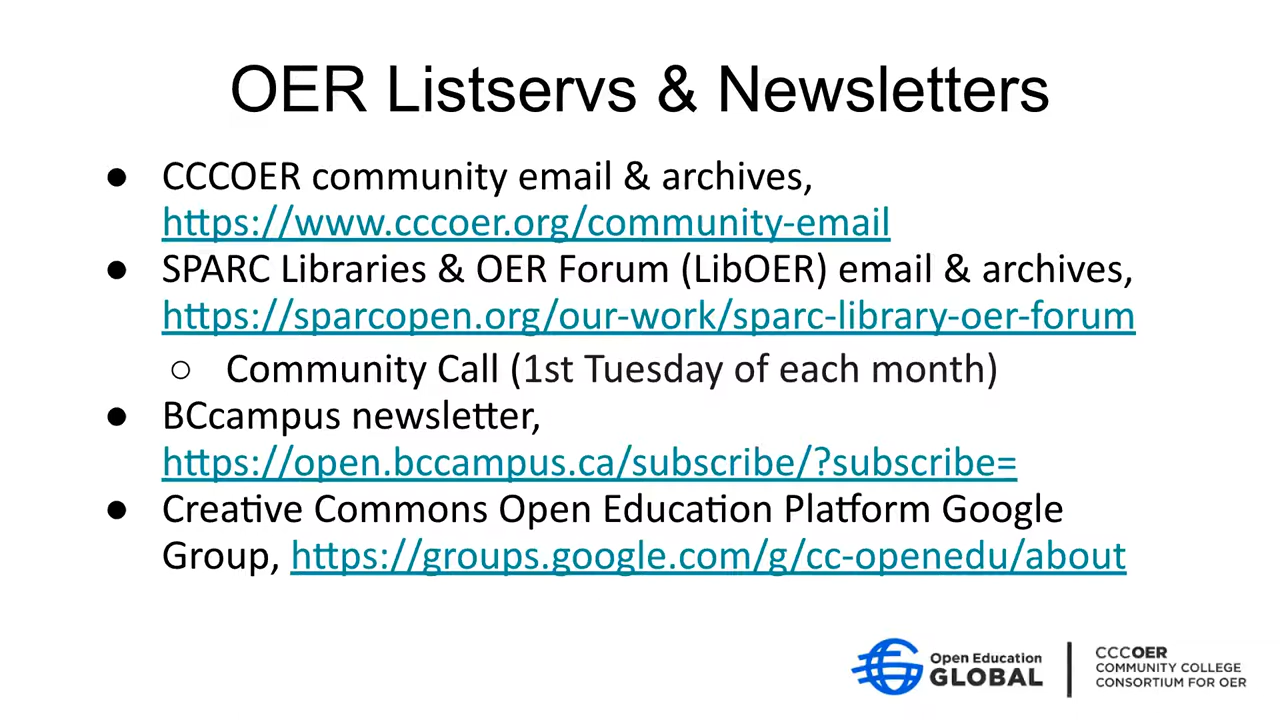 OER Listservs & Newsletters
● CCCOER community email & archives,
https://www.cccoer.org/community-email
● SPARC Libraries & OER Forum (LibOER) email & archives,
https://sparcopen.org/our-work/sparc-library-oer-forum
○ Community Call (1st Tuesday of each month)
● BCcampus newsletter,
https://open.bccampus.ca/subscribe/?subscribe=
● Creative Commons Open Education Platform Google
Group, https://groups.google.com/g/cc-openedu/about
Open Education
GLOBAL
CCCOER
COMMUNITY COLLEGE
CONSORTIUM FOR OER